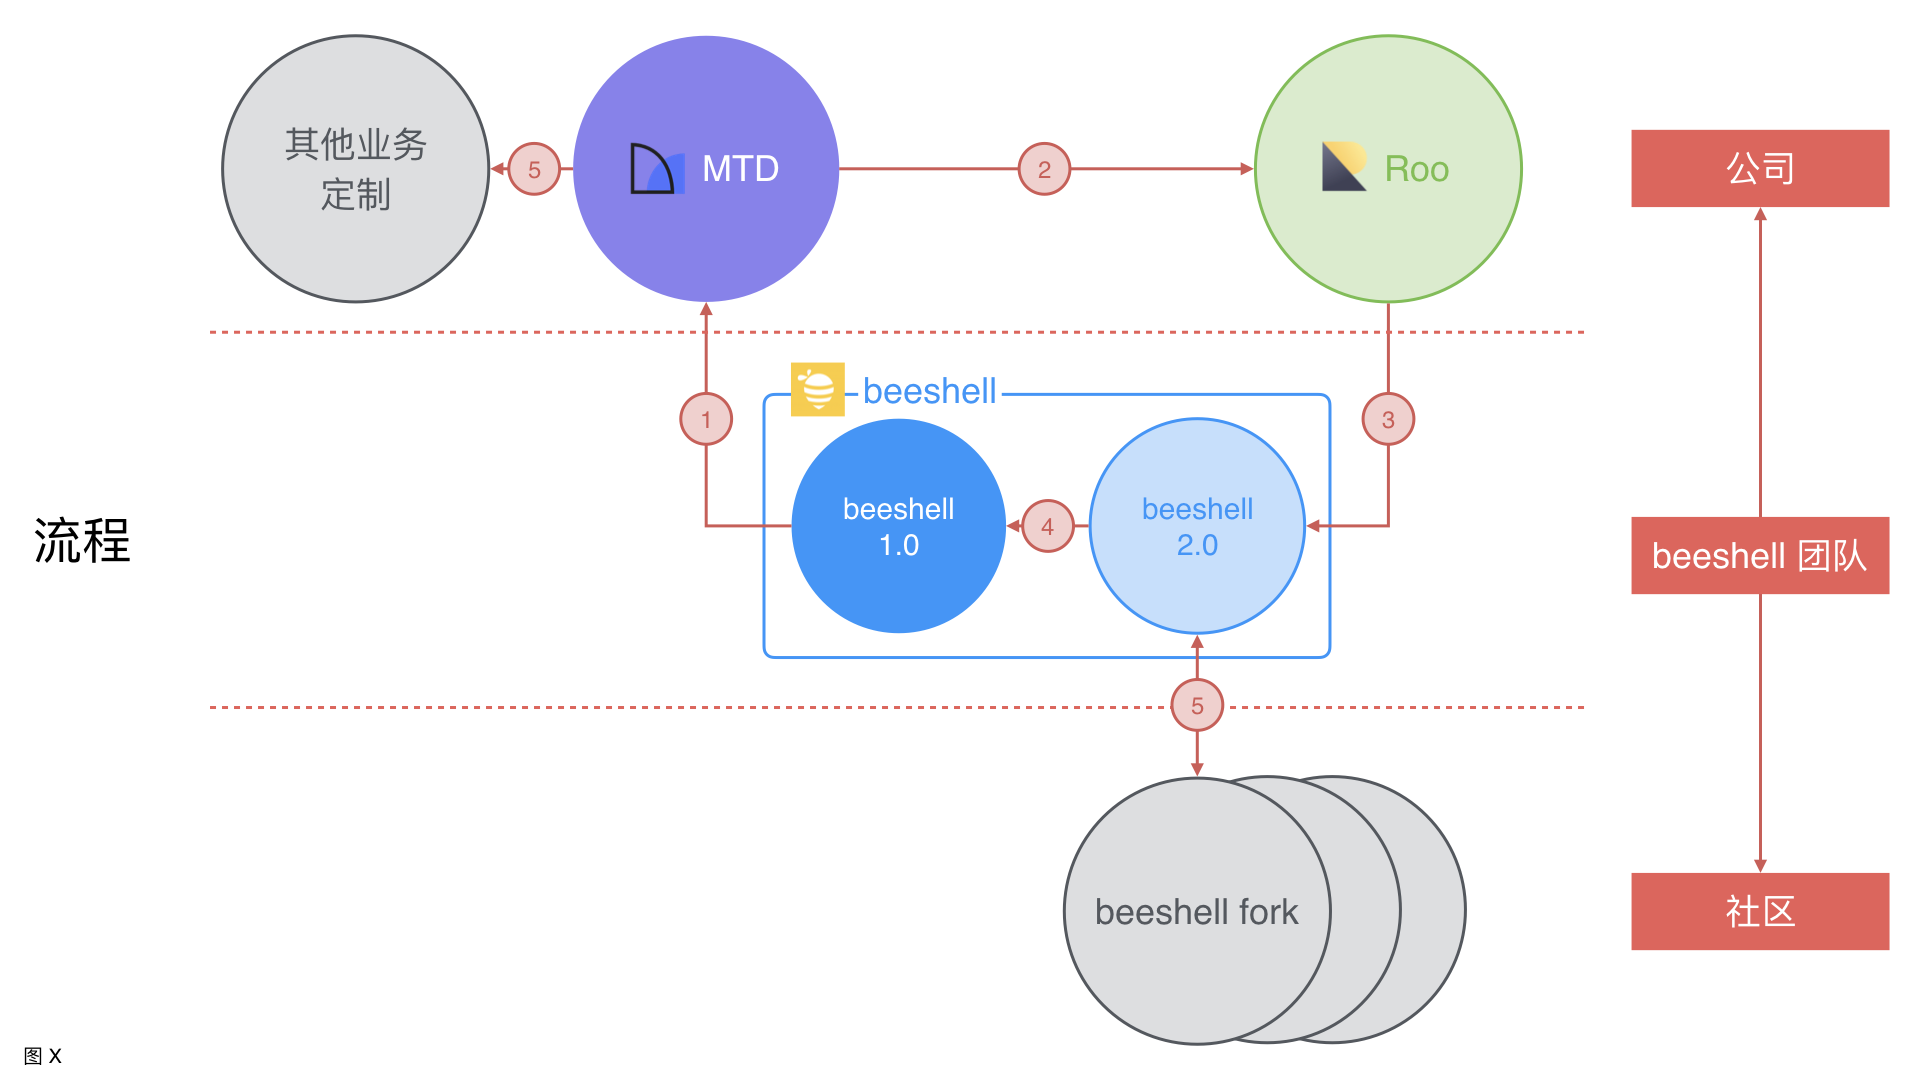 其他业务
定制
5
MTD
2
Roo
公司
beeshell
1
3
流程
beeshell
1.0
4
beeshell
2.0
beeshell 团队
5
beeshell fork
社区
图 X